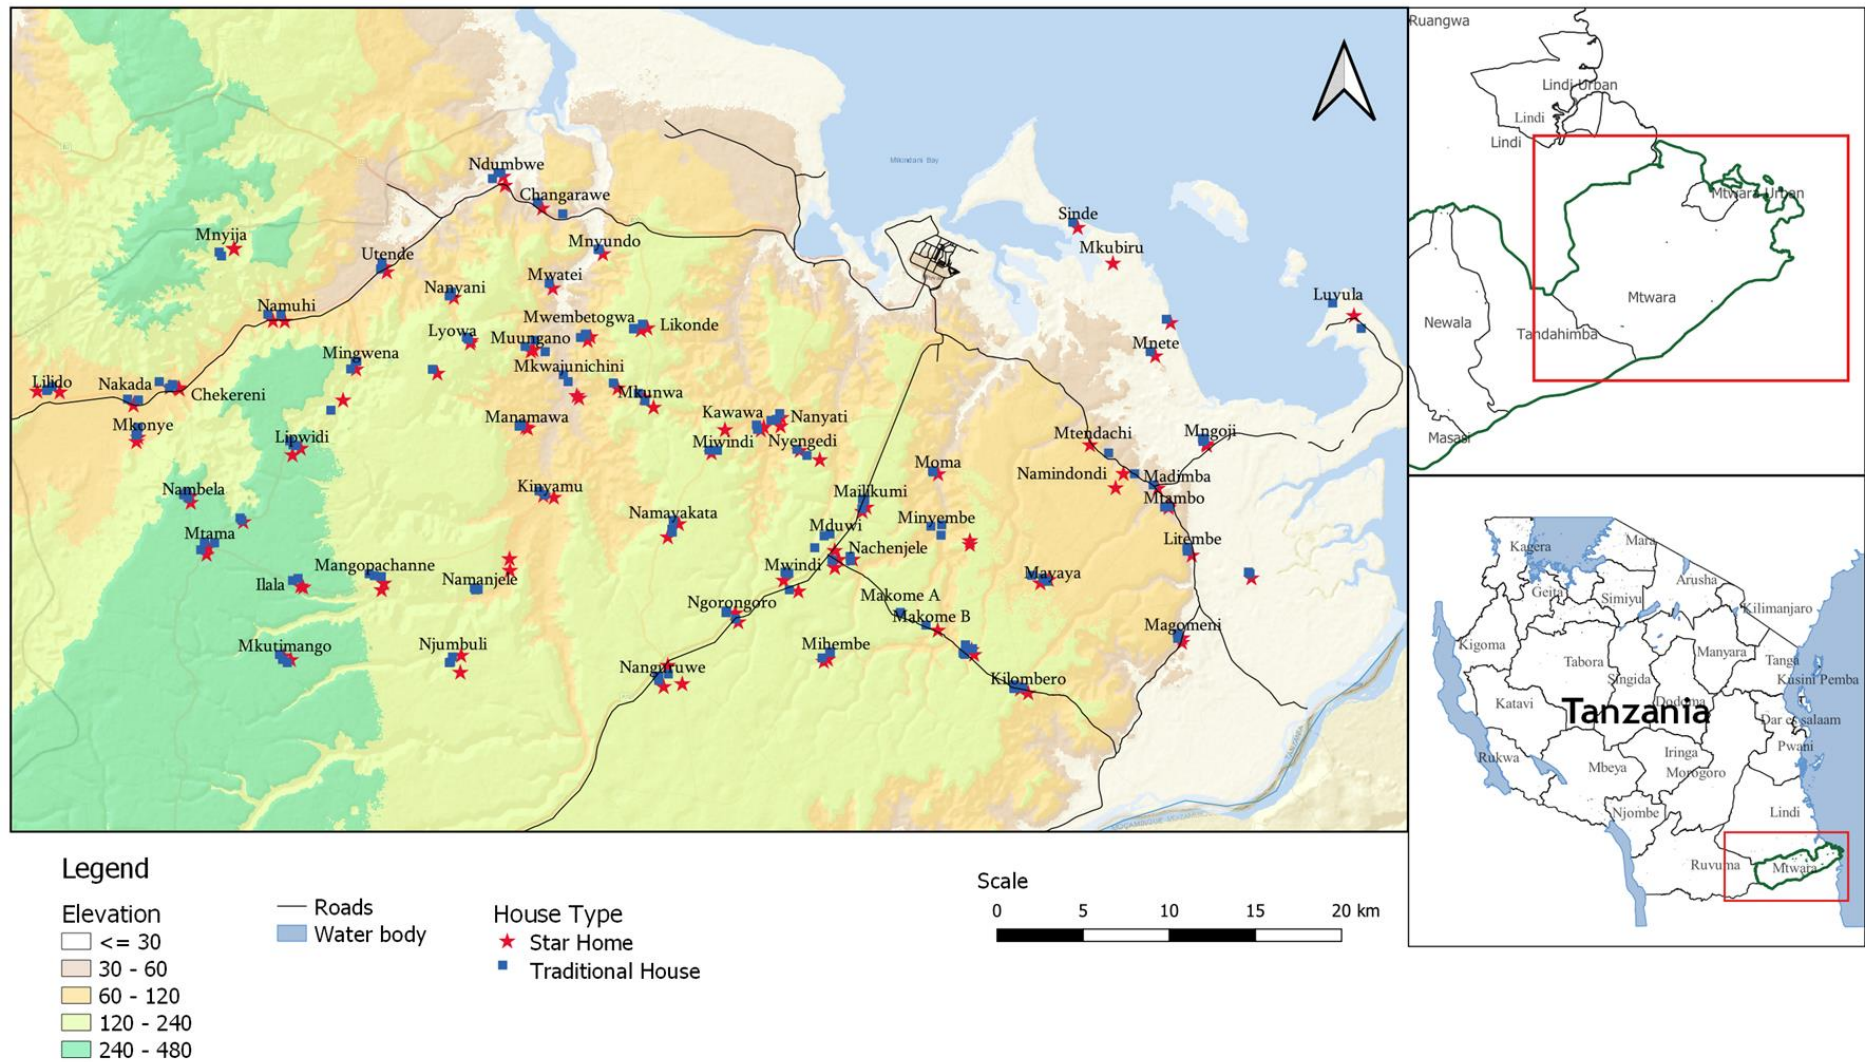 Ndumbwe
Changarawe
Mnyija
Utende
Mnyundo
Mwatei
Nanyani
Namuhi
Mwembetogwa
Lyowa
Likonde
Muungano
Mingwena
Mkwajunichini
Lilido
Nakada
Chekereni
Mkunwa
Mkonye
Manamawa
Kawawa
Nanyati
Lipwidi
Miwindi
Nyengedi
Nambela
Kinyamu
Mtama
Namayakata
Mailikumi
Moma
Minyembe
Mduwi
Nachenjele
Mwindi
Mangopachanne
Ilala
Namanjele
Ngorongoro
Makome A
Makome B
Mkutimango
Njumbuli
Mihembe
Nanguruwe
Kilombero
Mikindani Bay
Sinde
Mkubiru
Luvula
Mnete
Mtendachi
Mngoji
Namindondi
Madimba
Mtambo
Litembe
Mayaya
Magomeni
Ruangwa
Lindi Urban
Lindi
Lindi
Mtwara Urban
Mtwara
Newala
Tandahimba
Masasi
Kagera
Mara
Arusha
Geita
Simiyu
Kilimanjaro
Kigoma
Tabora
Manyara
Tanga
Singida
Kusini Pemba
Katavi
Dodoma
Tanzania
Dar es salaam
Pwani
Rukwa
Iringa
Mbeya
Morogoro
Njombe
Lindi
Ruvuma
Mtwara
Legend
Elevation
<= 30
30 - 60
60 - 120
120 - 240
240 - 480
Roads
Water body
House Type
Star Home
Traditional House
Scale
0 5 10 15 20 km